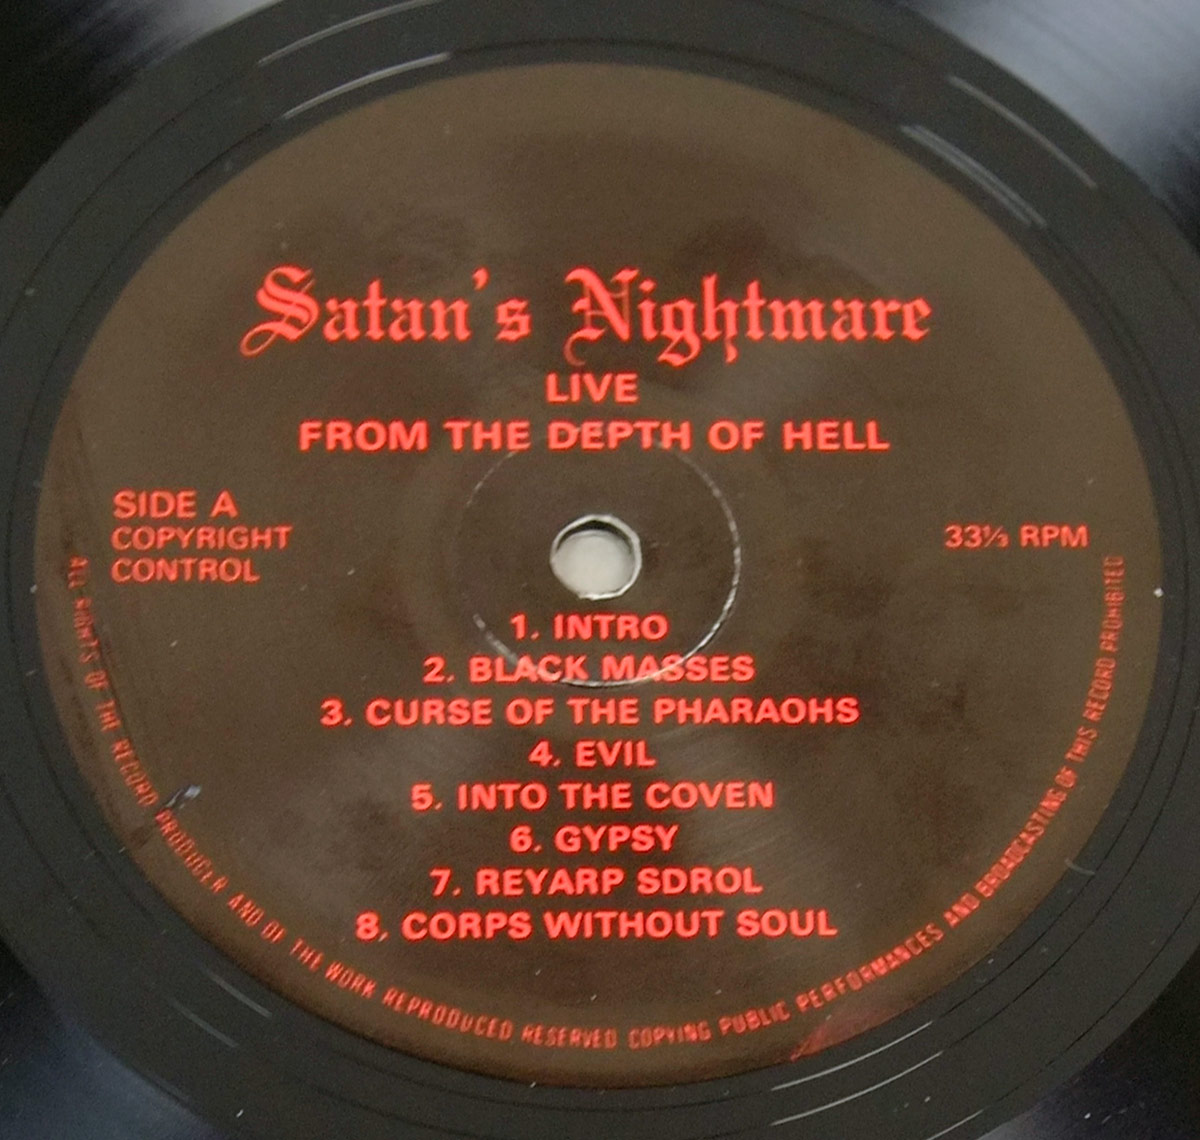 Satan's Nightmare
LIVE
FROM THE DEPTH OF HELL
SIDE A
COPYRIGHT
CONTROL
33⅓ RPM
1. INTRO
2. BLACK MASSES
3. CURSE OF THE PHARAOHS
4. EVIL
5. INTO THE COVEN
6. GYPSY
7. REYARP SDROL
8. CORPS WITHOUT SOUL
ALL RIGHTS OF THE RECORD PRODUCER AND OF THE WORK REPRODUCED RESERVED COPYING PUBLIC PERFORMANCES AND BROADCASTING OF THIS RECORD PROHIBITED